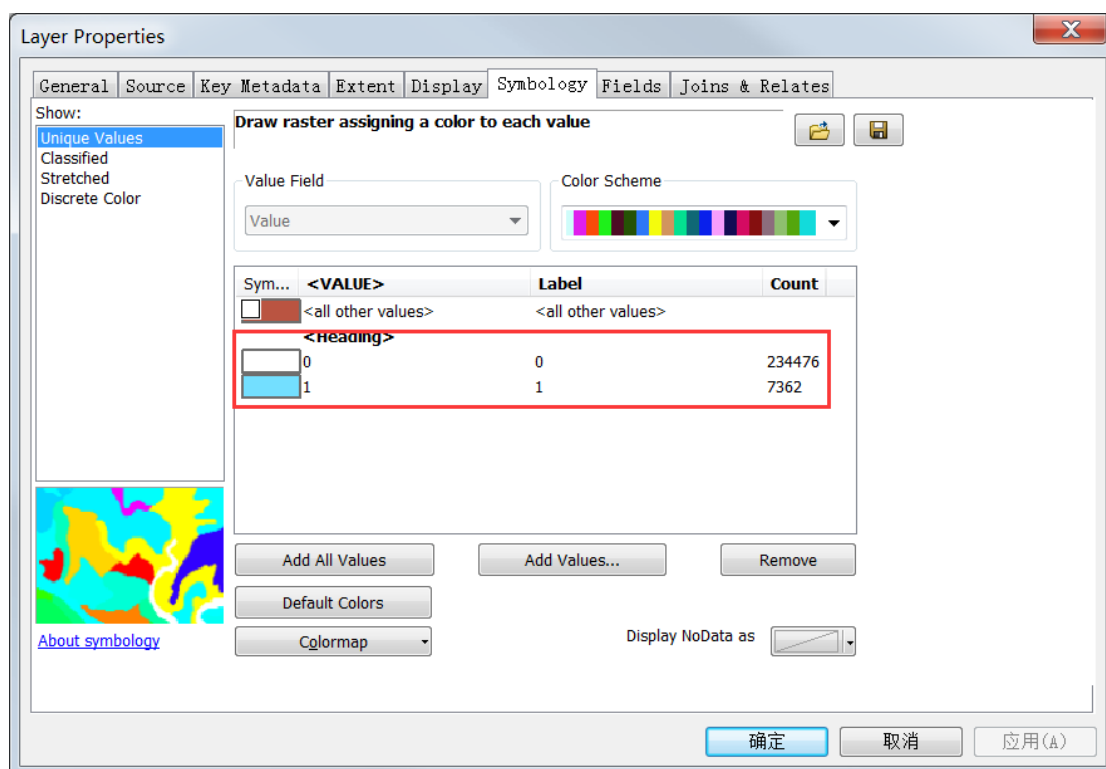 Layer Properties
General Source Key Metadata Extent Display Symbology Fields Joins & Relates
Show:
Unique Values
Classified
Stretched
Discrete Color
Draw raster assigning a color to each value
Value Field
Value
Color Scheme
Sym... <VALUE> Label Count
<all other values> <all other values>
<Heading>
0 0 234476
1 1 7362
Add All Values Add Values... Remove
Default Colors
Colormap
Display NoData as
About symbology
确定 取消 应用(A)